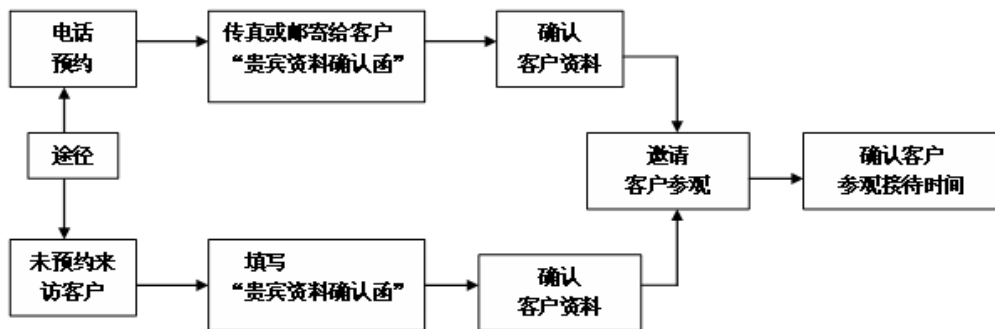 电话
预约
传真或邮寄给客户
“贵宾资料确认函”
确认
客户资料
途径
邀请
客户参观
确认客户
参观接待时间
未预约来
访客户
填写
“贵宾资料确认函”
确认
客户资料